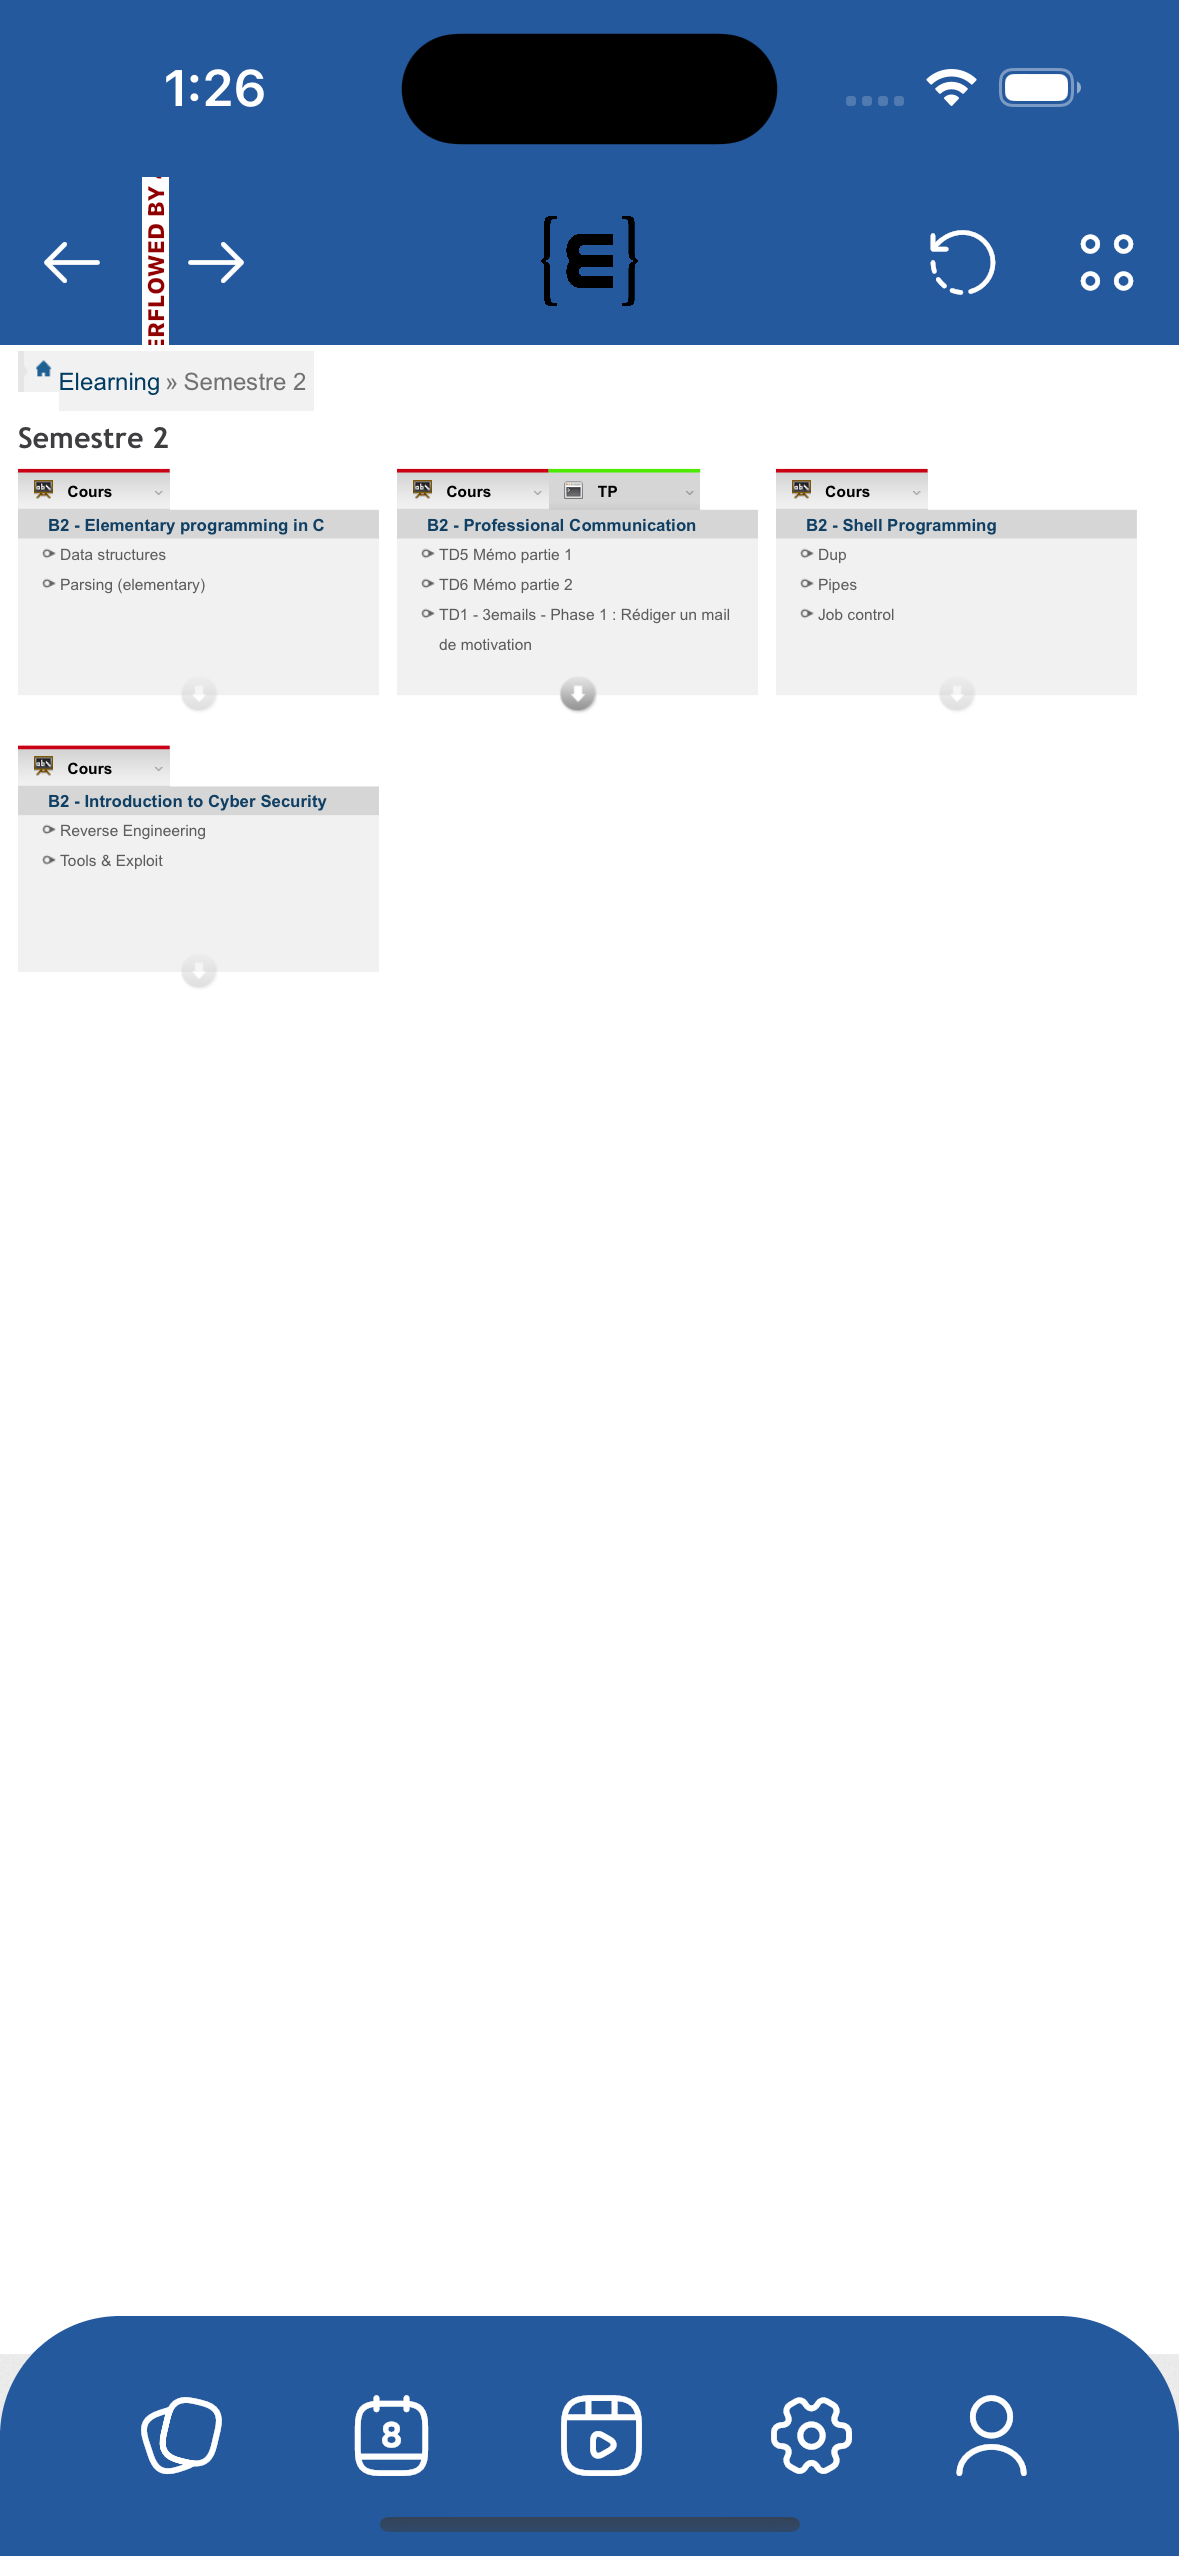 1:26
ERFLOWED BY
Elearning » Semestre 2
Semestre 2
Cours
B2 - Elementary programming in C
Data structures
Parsing (elementary)
Cours
TP
B2 - Professional Communication
TD5 Mémo partie 1
TD6 Mémo partie 2
TD1 - 3emails - Phase 1 : Rédiger un mail
de motivation
Cours
B2 - Shell Programming
Dup
Pipes
Job control
Cours
B2 - Introduction to Cyber Security
Reverse Engineering
Tools & Exploit
8